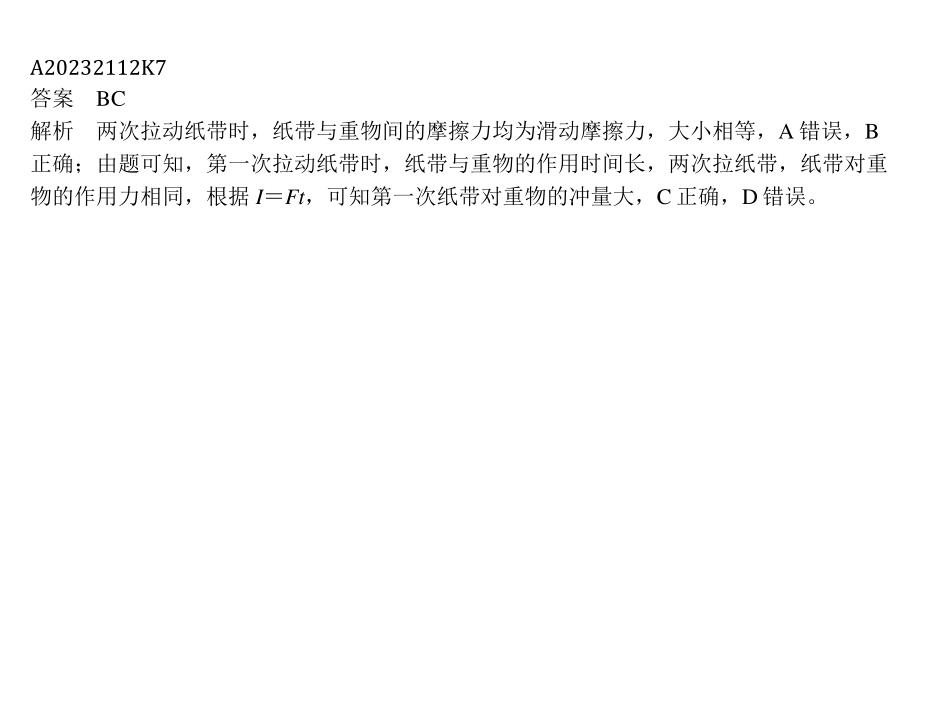 A20232112K7
答案　BC
解析　两次拉动纸带时，纸带与重物间的摩擦力均为滑动摩擦力，大小相等，A 错误，B
正确；由题可知，第一次拉动纸带时，纸带与重物的作用时间长，两次拉纸带，纸带对重
物的作用力相同，根据 I＝Ft，可知第一次纸带对重物的冲量大，C 正确，D 错误。